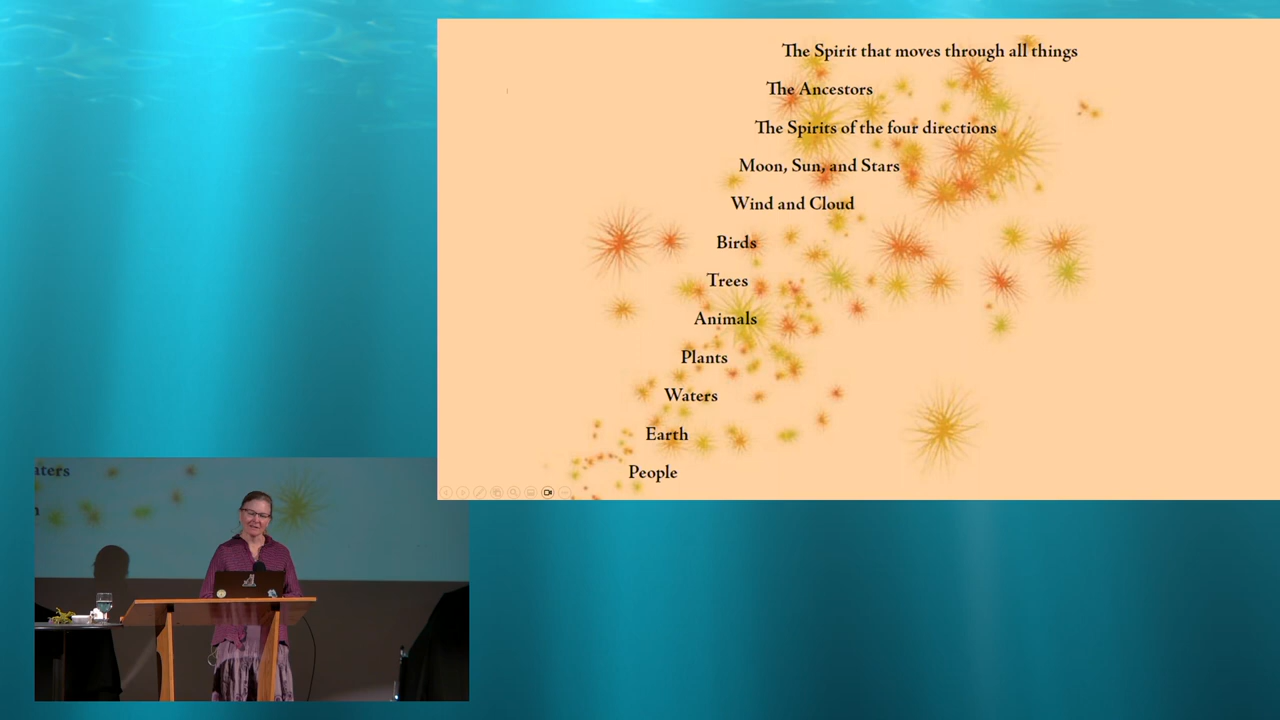 The Spirit that moves through all things
The Ancestors
The Spirits of the four directions
Moon, Sun, and Stars
Wind and Cloud
Birds
Trees
Animals
Plants
Waters
Earth
People
aters